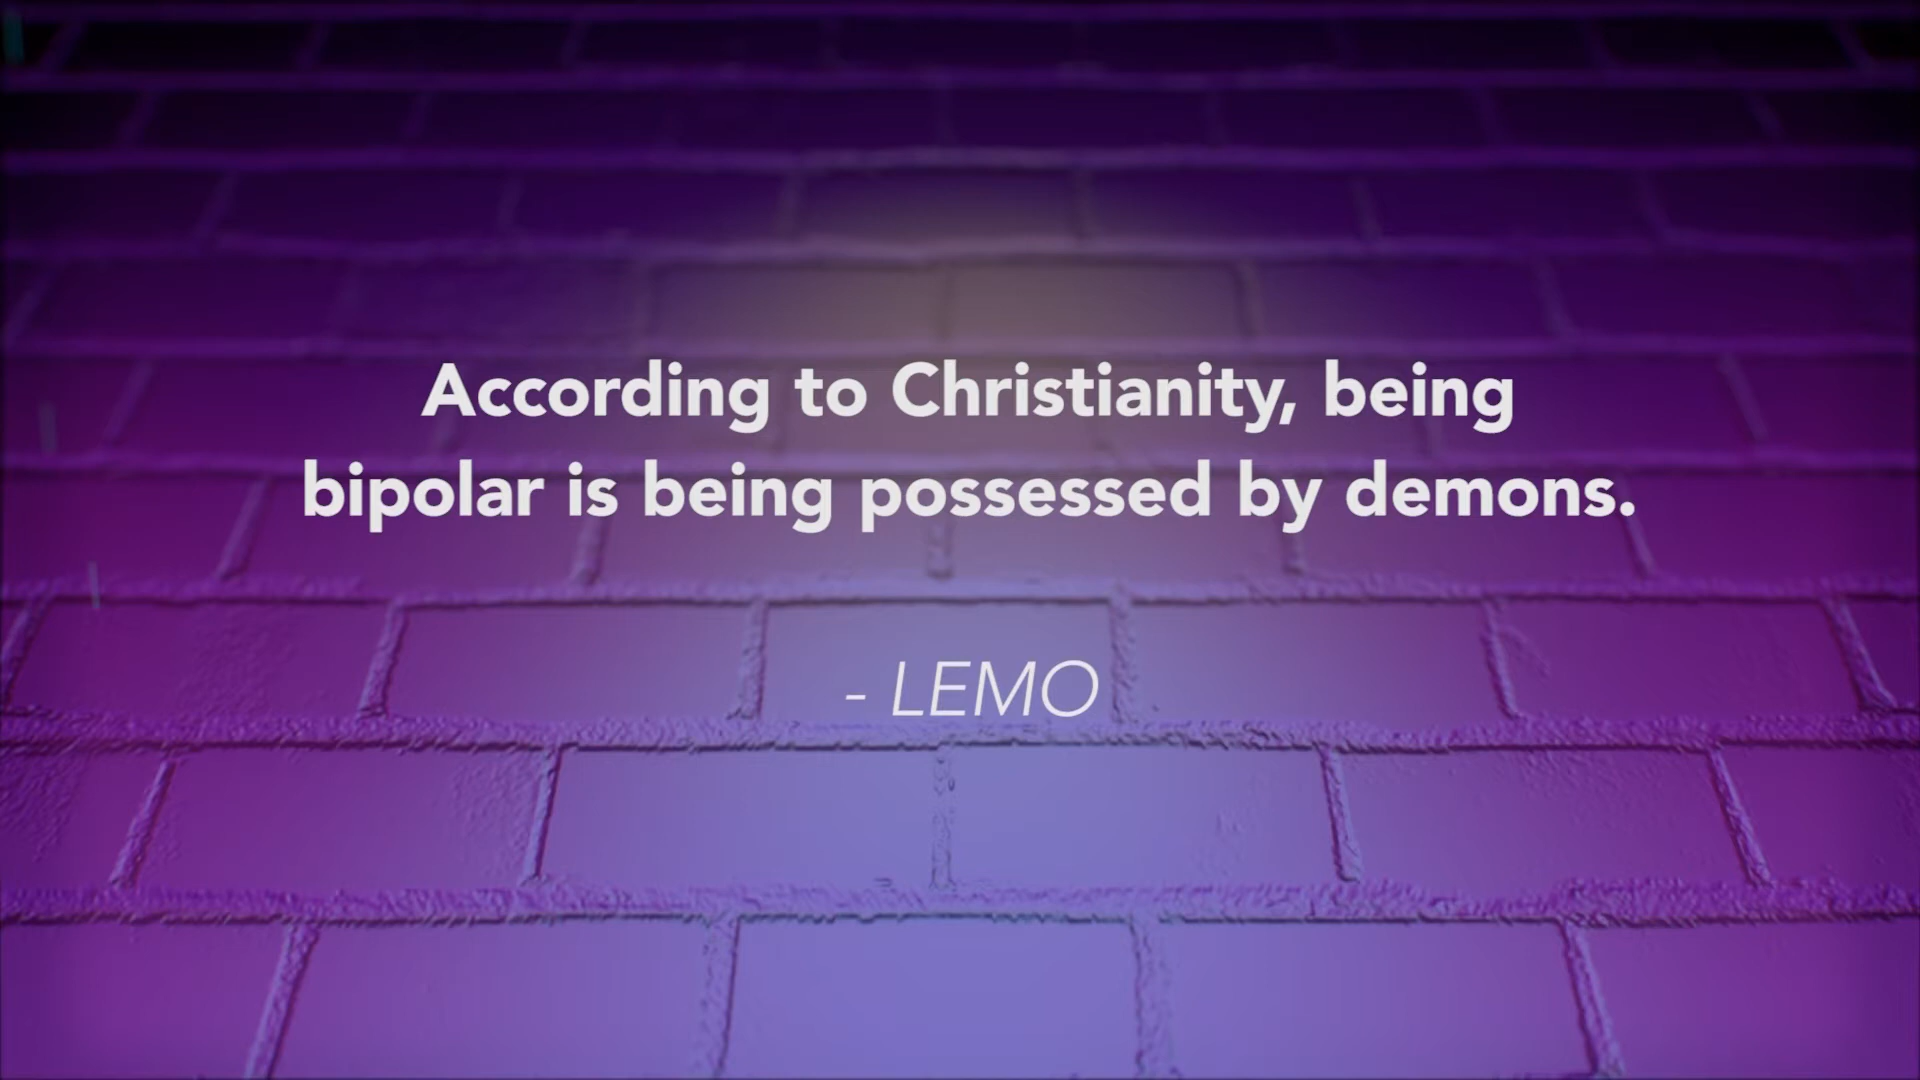 According to Christianity, being
bipolar is being possessed by demons.
- LEMO